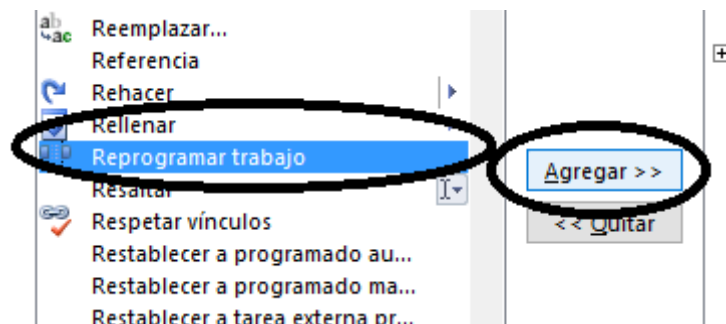 Reemplazar...
Referencia
Rehacer
Rellenar
Reprogramar trabajo
Resaltar
Respetar vínculos
Restablecer a programado au...
Restablecer a programado ma...
Restablecer a tarea externa pr...
Agregar >>
<< Quitar